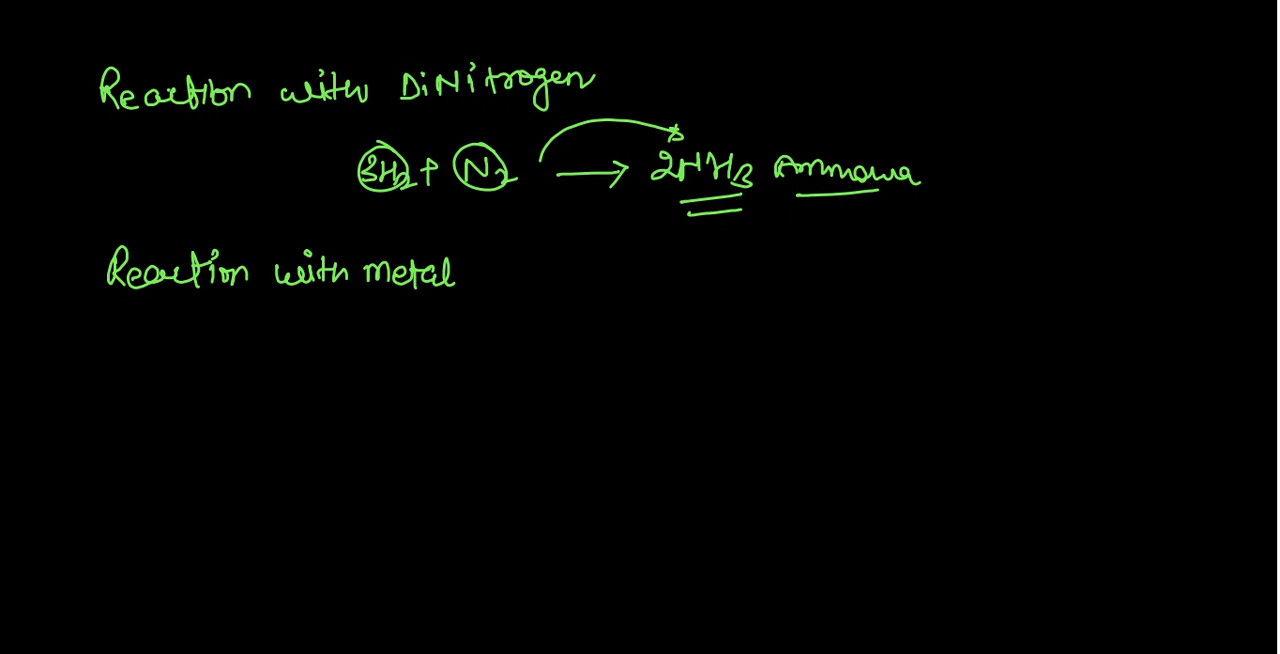 Reaction with DiNitrogen
3H2 + N2 → 2NH3 Ammonia
Reaction with metal